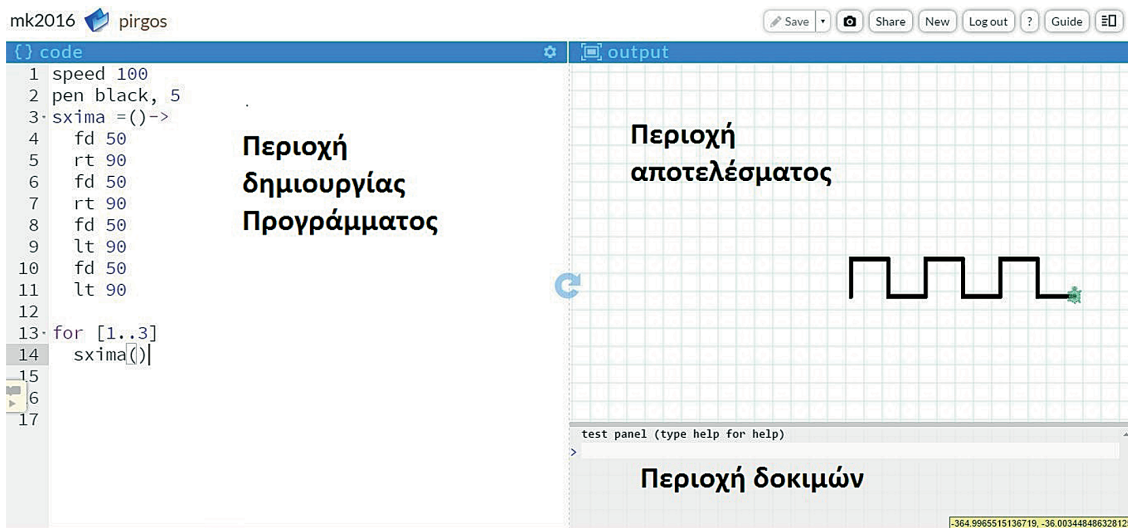 mk2016 pirgos
Save Share New Log out ? Guide
{} code
output
1 speed 100
2 pen black, 5
3 sxima =()->
4 fd 50
5 rt 90
6 fd 50
7 rt 90
8 fd 50
9 lt 90
10 fd 50
11 lt 90
12
13 for [1..3]
14 sxima()
15
6
17
Περιοχή
δημιουργίας
Προγράμματος
Περιοχή
αποτελέσματος
test panel (type help for help)
>
Περιοχή δοκιμών
-364.9965515136719, -36.00344848632812